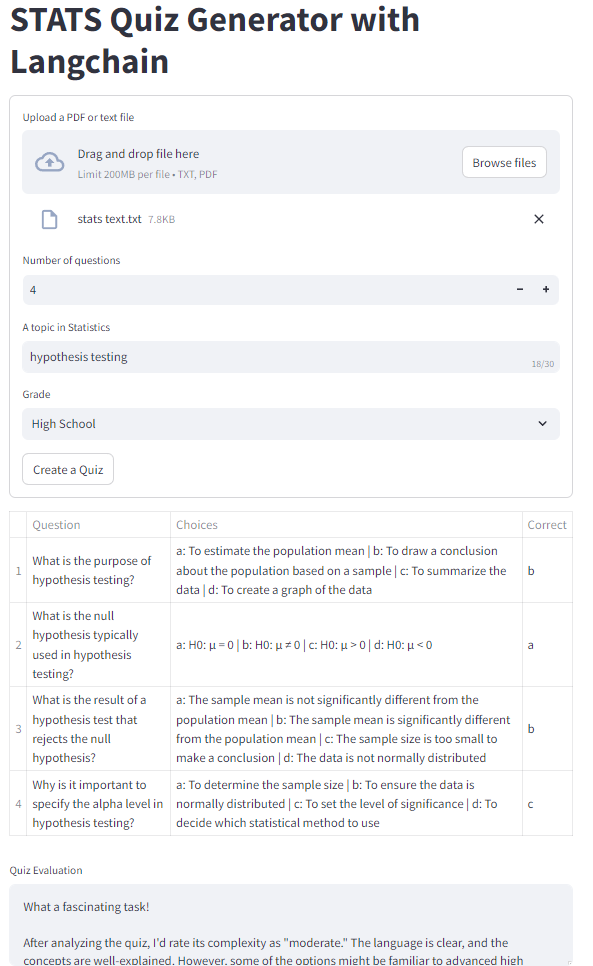 STATS Quiz Generator with
Langchain
Upload a PDF or text file
Drag and drop file here
Limit 200MB per file • TXT, PDF
Browse files
stats text.txt 7.8KB
Number of questions
4
A topic in Statistics
hypothesis testing
18/30
Grade
High School
Create a Quiz
Question Choices Correct
1 What is the purpose of hypothesis testing? a: To estimate the population mean | b: To draw a conclusion about the population based on a sample | c: To summarize the data | d: To create a graph of the data b
2 What is the null hypothesis typically used in hypothesis testing? a: H0: μ = 0 | b: H0: μ ≠ 0 | c: H0: μ > 0 | d: H0: μ < 0 a
3 What is the result of a hypothesis test that rejects the null hypothesis? a: The sample mean is not significantly different from the population mean | b: The sample mean is significantly different from the population mean | c: The sample size is too small to make a conclusion | d: The data is not normally distributed b
4 Why is it important to specify the alpha level in hypothesis testing? a: To determine the sample size | b: To ensure the data is normally distributed | c: To set the level of significance | d: To decide which statistical method to use c
Quiz Evaluation
What a fascinating task!
After analyzing the quiz, I'd rate its complexity as "moderate." The language is clear, and the
concepts are well-explained. However, some of the options might be familiar to advanced high